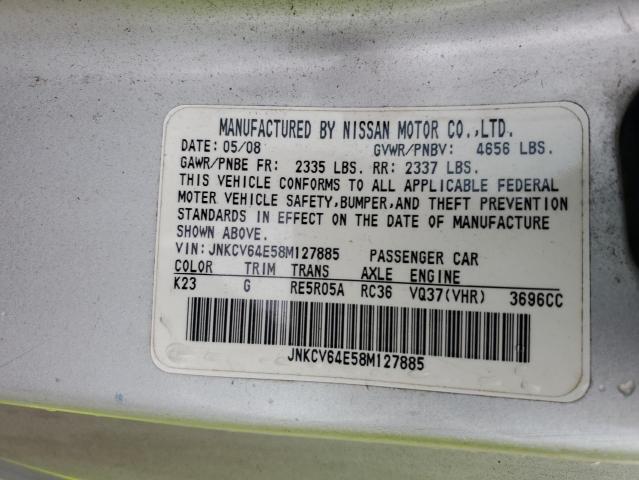 MANUFACTURED BY NISSAN MOTOR CO.,LTD.
DATE: 05/08 GVWR/PNBV: 4656 LBS.
GAWR/PNBE FR: 2335 LBS. RR: 2337 LBS.
THIS VEHICLE CONFORMS TO ALL APPLICABLE FEDERAL
MOTOR VEHICLE SAFETY,BUMPER,AND THEFT PREVENTION
STANDARDS IN EFFECT ON THE DATE OF MANUFACTURE
SHOWN ABOVE.
VIN:JNKCV64E58M127885 PASSENGER CAR
COLOR TRIM TRANS AXLE ENGINE
K23 G RE5R05A RC36 VQ37(VHR) 3696CC
JNKCV64E58M127885